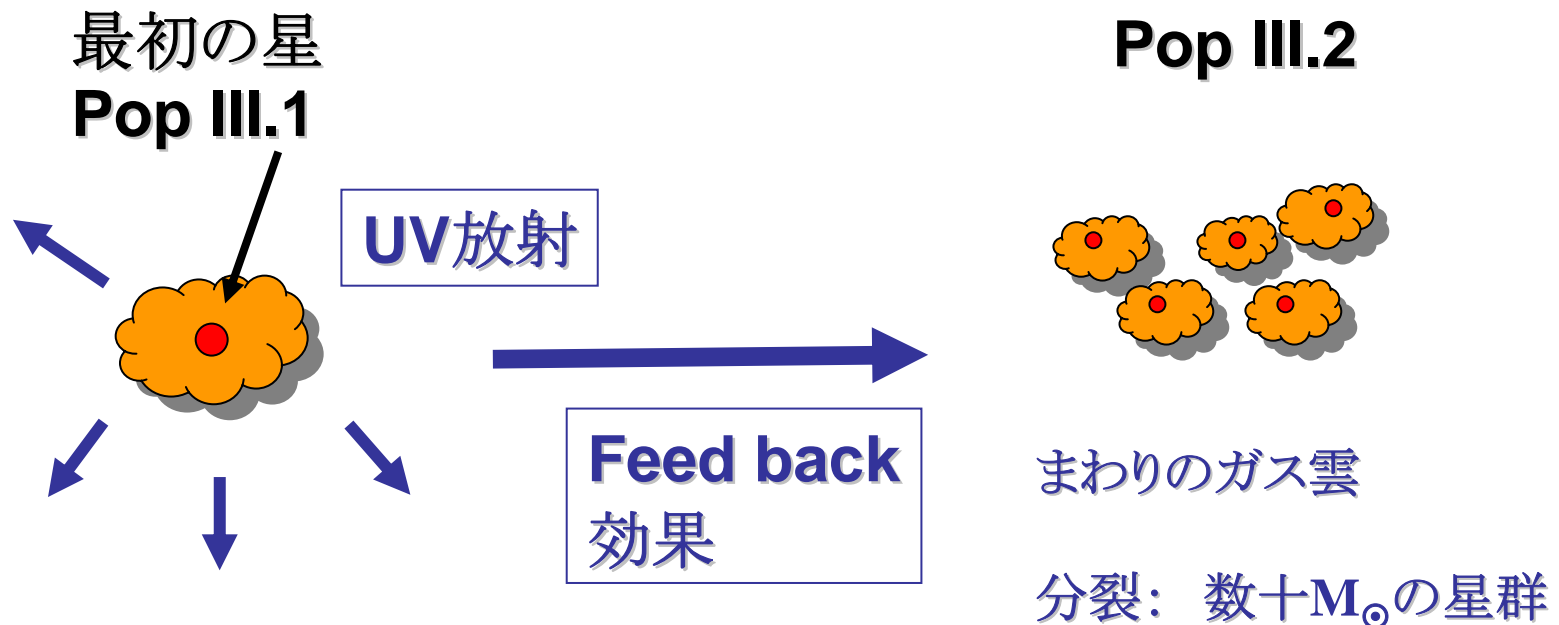 最初の星
Pop III.1
UV放射
Feed back
効果
Pop III.2
まわりのガス雲
分裂: 数十M⊙の星群